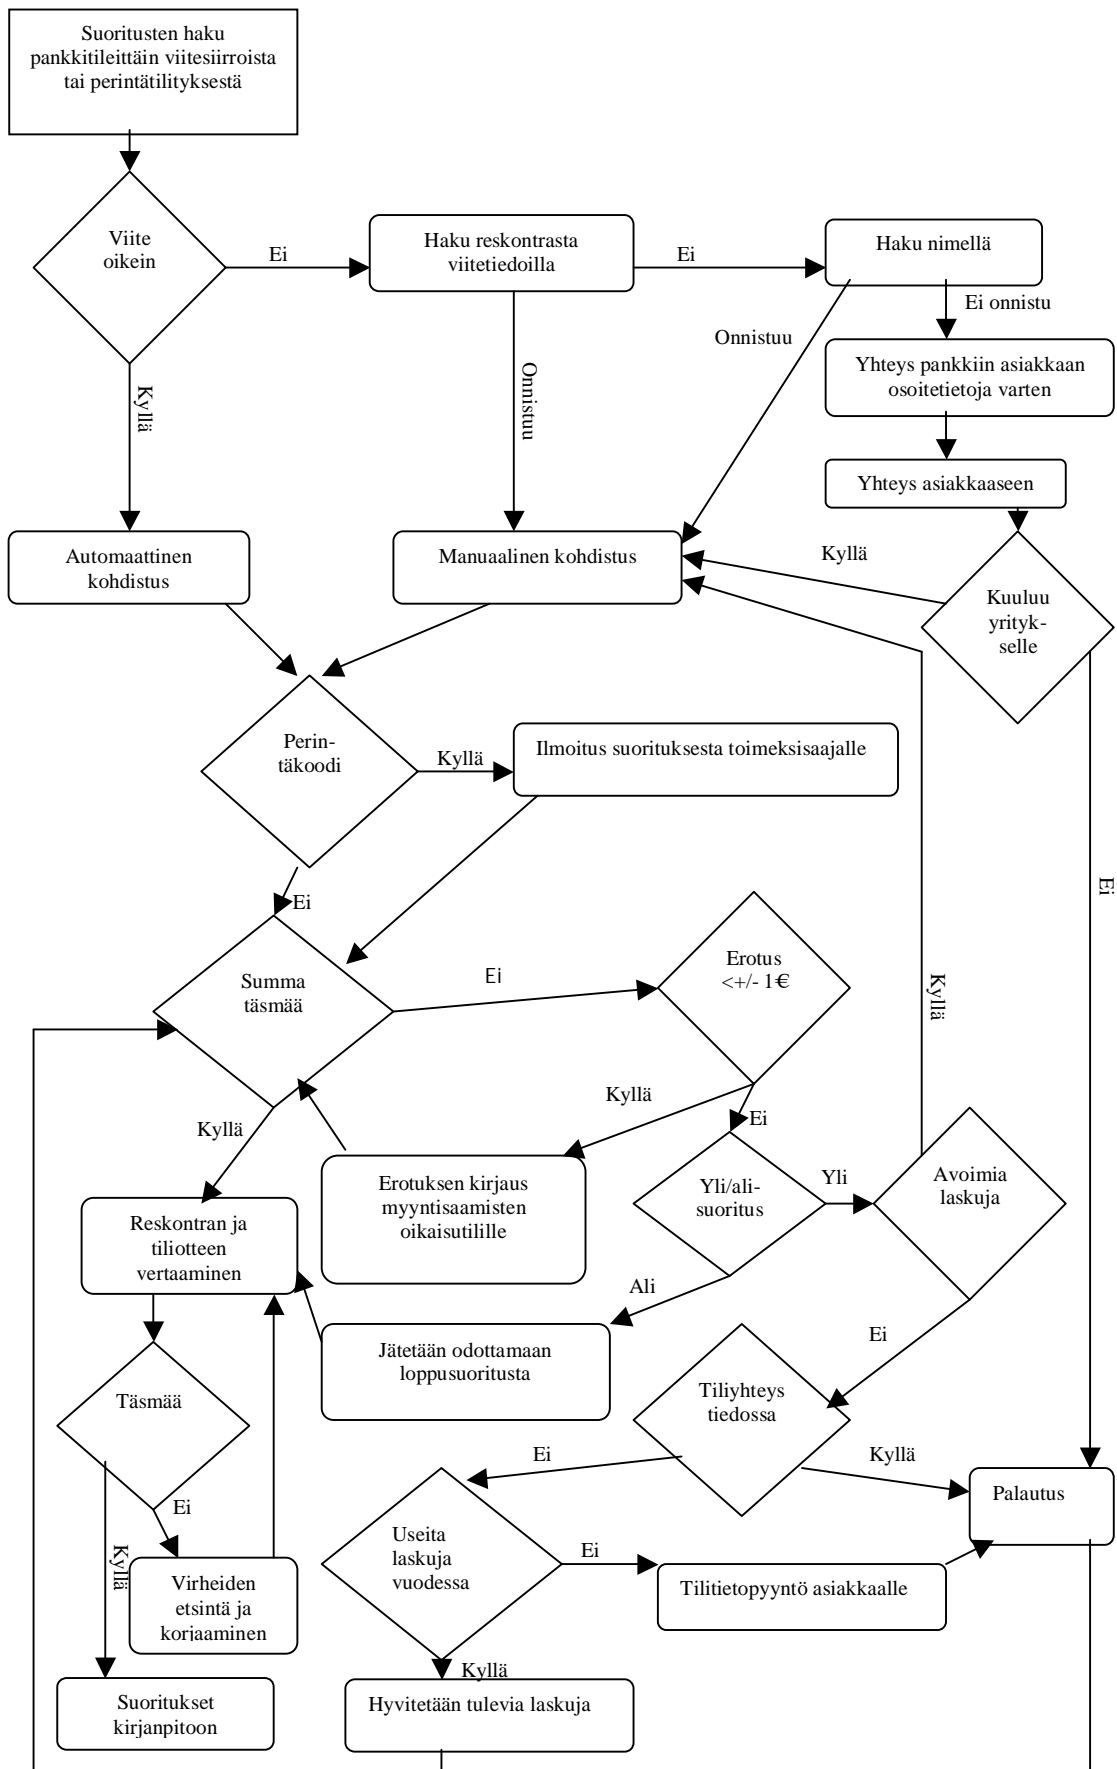 Suoritusten haku
pankkitileittäin viitesiirroista
tai perintätilityksestä
Viite
oikein
Ei
Haku reskontrasta
viitetiedoilla
Ei
Haku nimellä
Ei onnistu
Onnistuu
Onnistuu
Kyllä
Yhteys pankkiin asiakkaan
osoitetietoja varten
Yhteys asiakkaaseen
Automaattinen
kohdistus
Manuaalinen kohdistus
Kyllä
Kuuluu
yrityk-
selle
Perin-
täkoodi
Kyllä
Ilmoitus suorituksesta toimeksisaajalle
Ei
Ei
Summa
täsmää
Ei
Erotus
<+/- 1€
Kyllä
Kyllä
Ei
Kyllä
Erotuksen kirjaus
myyntisaamisten
oikaisutilille
Yli/ali-
suoritus
Yli
Avoimia
laskuja
Reskontran ja
tiliotteen
vertaaminen
Ali
Ei
Jätetään odottamaan
loppusuoritusta
Täsmää
Tiliyhteys
tiedossa
Ei
Kyllä
Palautus
Ei
Kyllä
Useita
laskuja
vuodessa
Ei
Tilitietopyyntö asiakkaalle
Virheiden
etsintä ja
korjaaminen
Kyllä
Suoritukset
kirjanpitoon
Hyvitetään tulevia laskuja